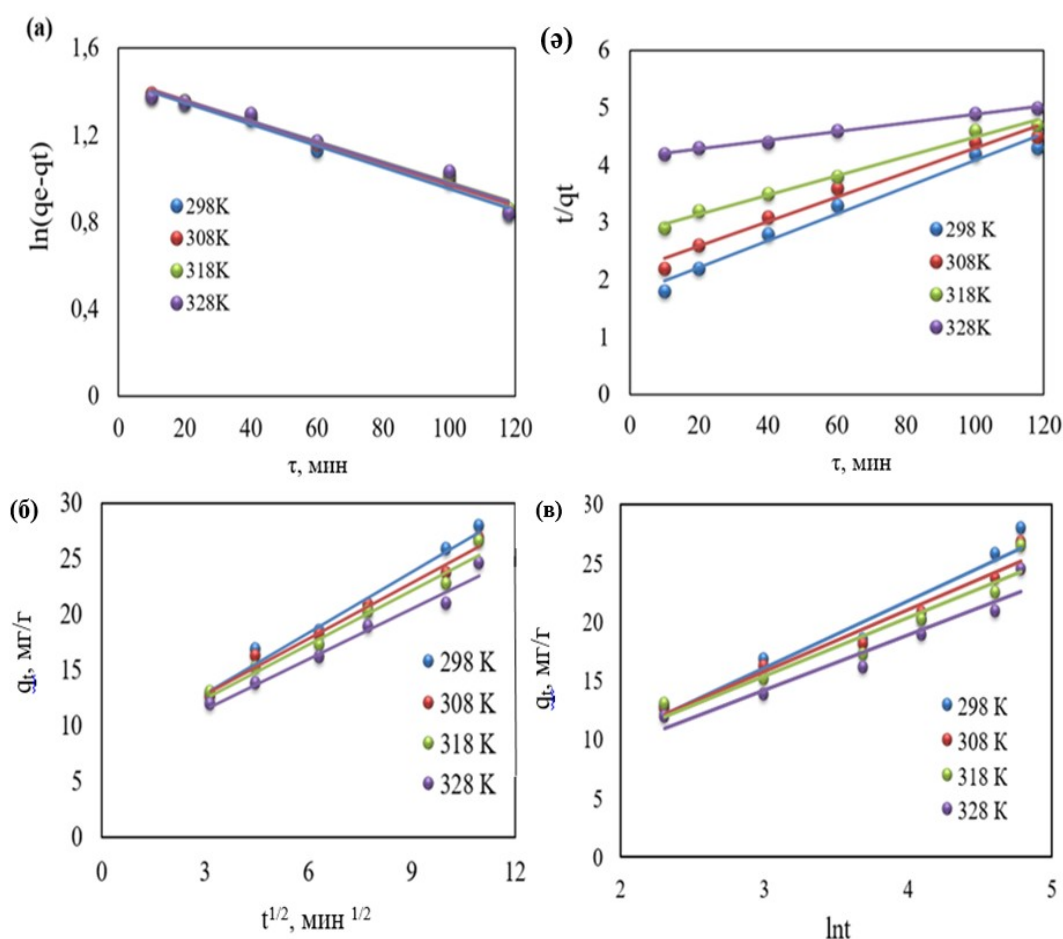 (а)
1,6
1,2
0,8
0,4
0
ln(qe-qt)
298K
308K
318K
328K
0 20 40 60 80 100 120
τ, мин
(ә)
6
5
4
3
2
1
0
t/qt
298 K
308K
318K
328K
0 20 40 60 80 100 120
τ, мин
(б)
30
25
20
15
10
5
0
qt, мг/г
298 K
308 K
318 K
328 K
0 3 6 9 12
t1/2, мин 1/2
(в)
30
25
20
15
10
5
0
qt, мг/г
298 K
308 K
318 K
328 K
2 3 4 5
lnt